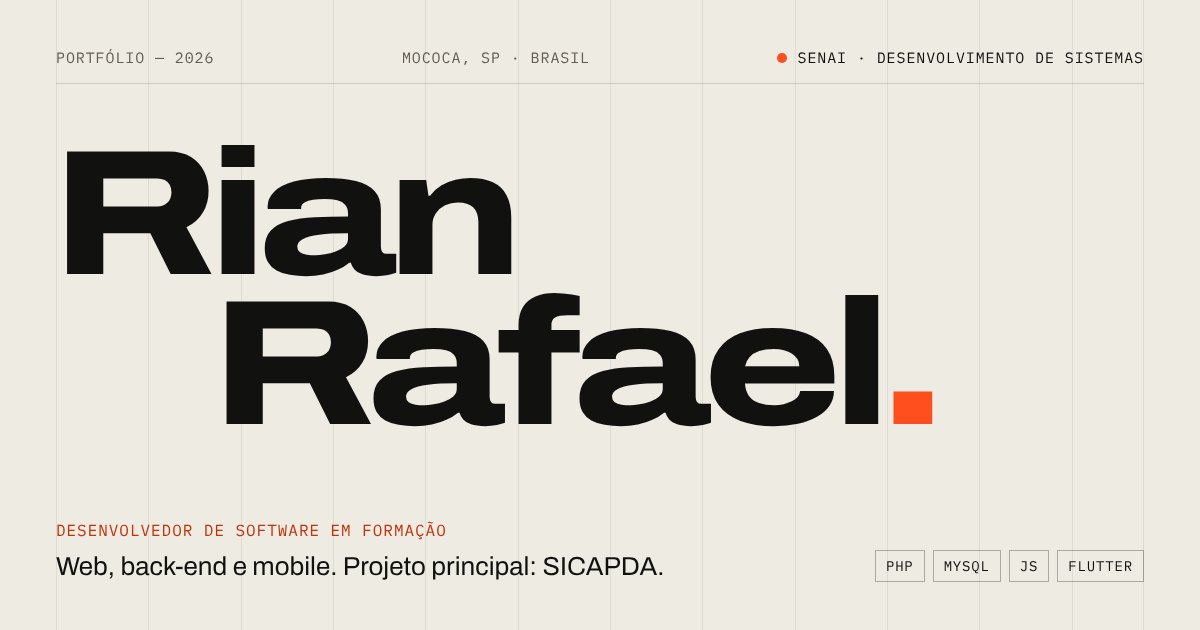 PORTFÓLIO — 2026
MOCOCA, SP · BRASIL
SENAI · DESENVOLVIMENTO DE SISTEMAS
Rian
Rafael.
DESENVOLVEDOR DE SOFTWARE EM FORMAÇÃO
Web, back-end e mobile. Projeto principal: SICAPDA.
PHP
MYSQL
JS
FLUTTER